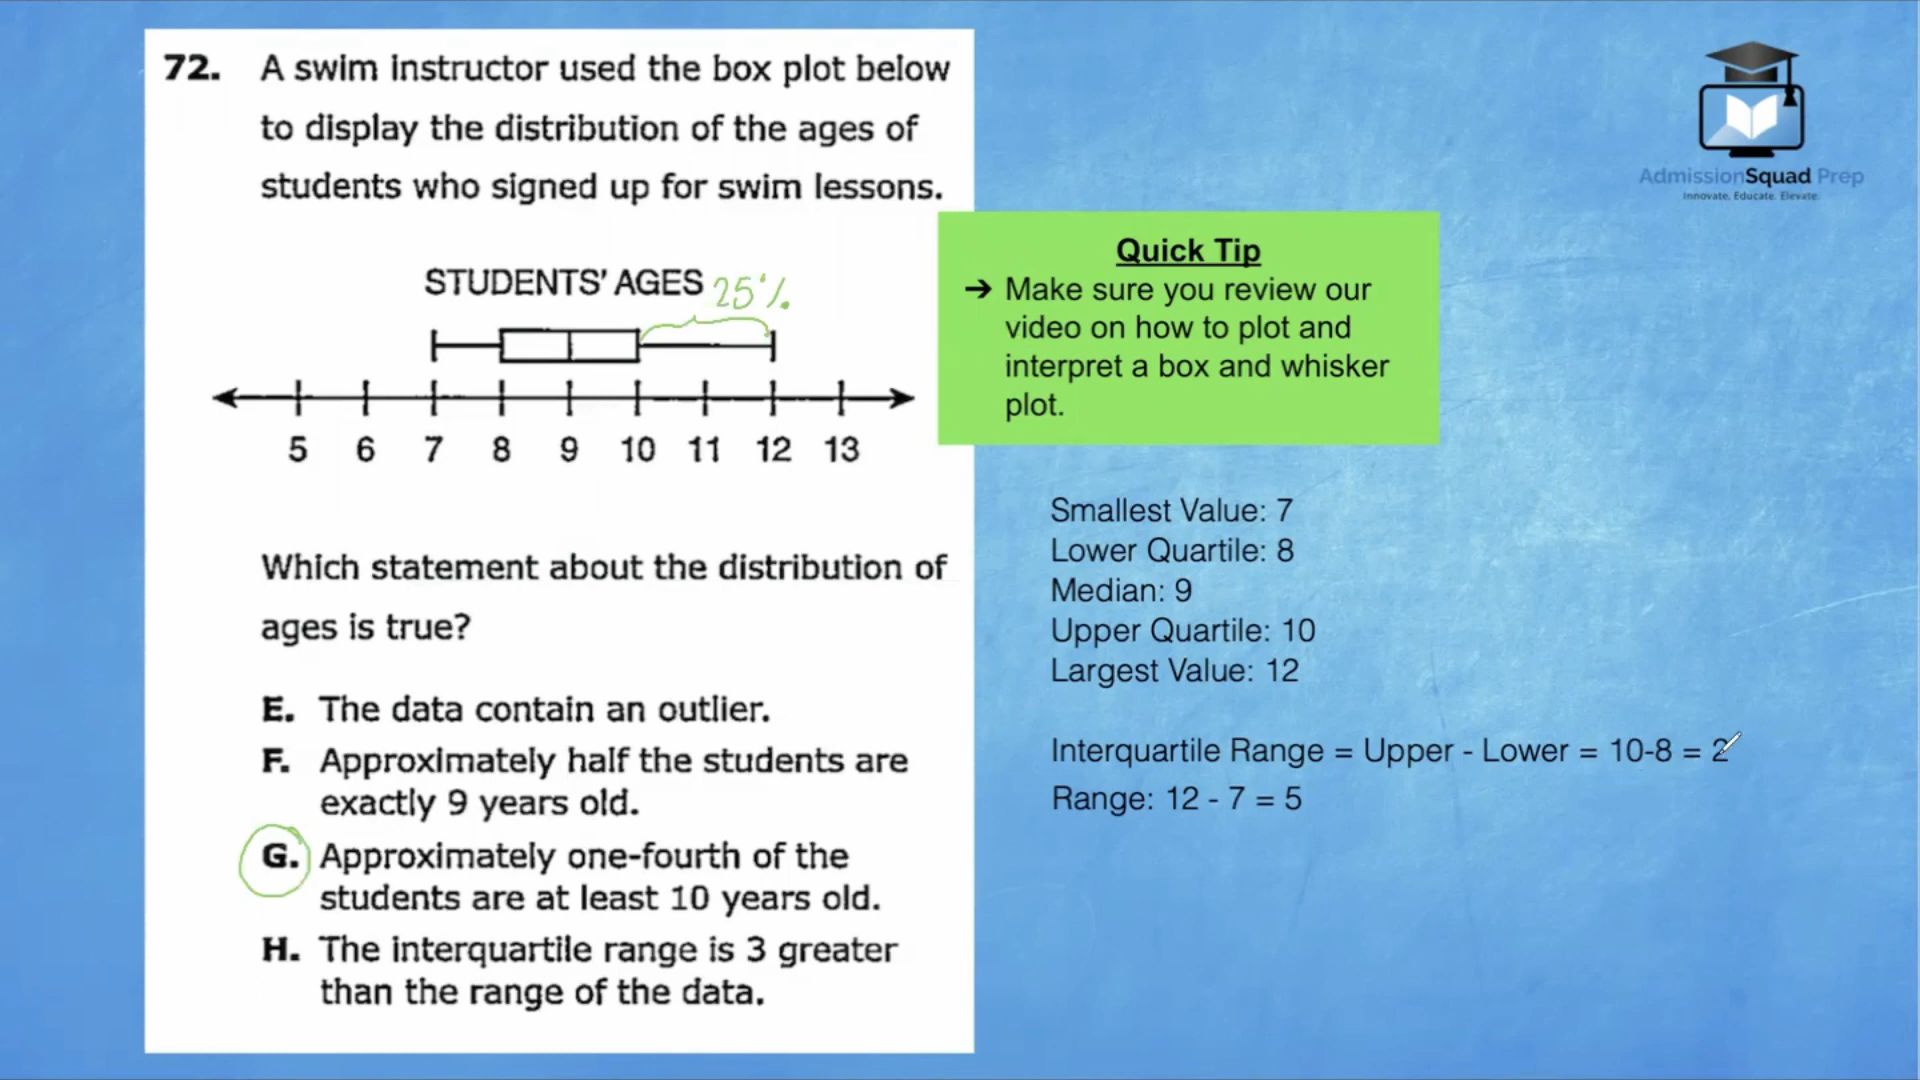 72. A swim instructor used the box plot below
to display the distribution of the ages of
students who signed up for swim lessons.
STUDENTS' AGES 25%
5 6 7 8 9 10 11 12 13
Which statement about the distribution of
ages is true?
E. The data contain an outlier.
F. Approximately half the students are
exactly 9 years old.
G. Approximately one-fourth of the
students are at least 10 years old.
H. The interquartile range is 3 greater
than the range of the data.
AdmissionSquad Prep
Innovate. Educate. Elevate.
Quick Tip
➔ Make sure you review our
video on how to plot and
interpret a box and whisker
plot.
Smallest Value: 7
Lower Quartile: 8
Median: 9
Upper Quartile: 10
Largest Value: 12
Interquartile Range = Upper - Lower = 10-8 = 2
Range: 12 - 7 = 5